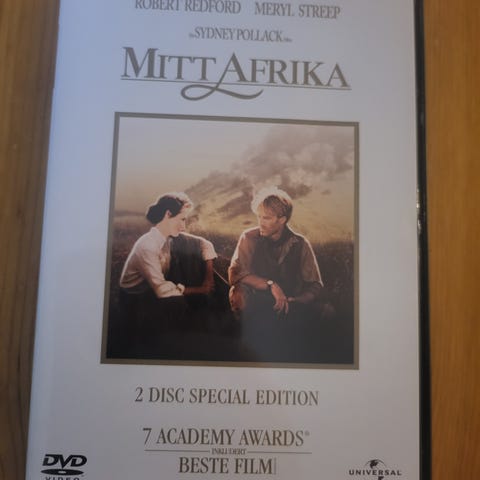 ROBERT REDFORD MERYL STREEP
SYDNEY POLLACK
MITT AFRIKA
2 DISC SPECIAL EDITION
7 ACADEMY AWARDS®
INKLUDERT
BESTE FILM
DVD
VIDEO
UNIVERSAL